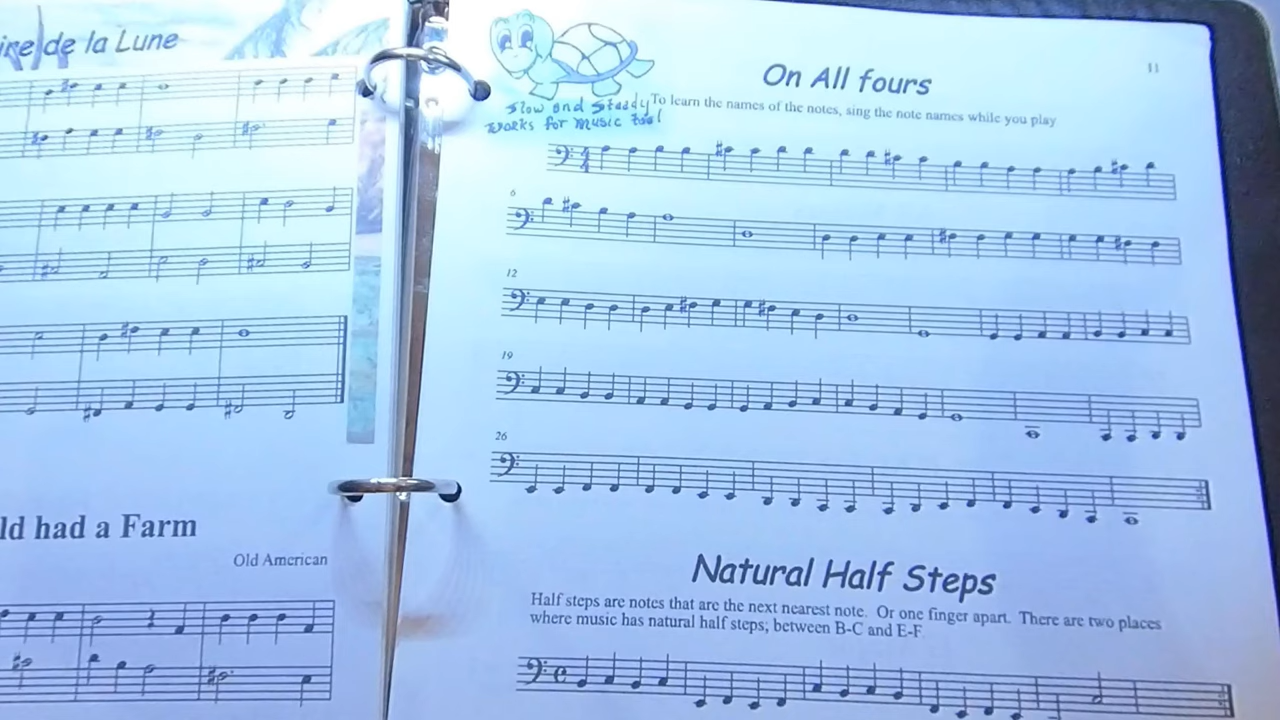 de la Lune
ld had a Farm
Old American
11
On All fours
Slow and Steady
Works for music too!
To learn the names of the notes, sing the note names while you play
6
12
19
26
Natural Half Steps
Half steps are notes that are the next nearest note. Or one finger apart. There are two places
where music has natural half steps; between B-C and E-F